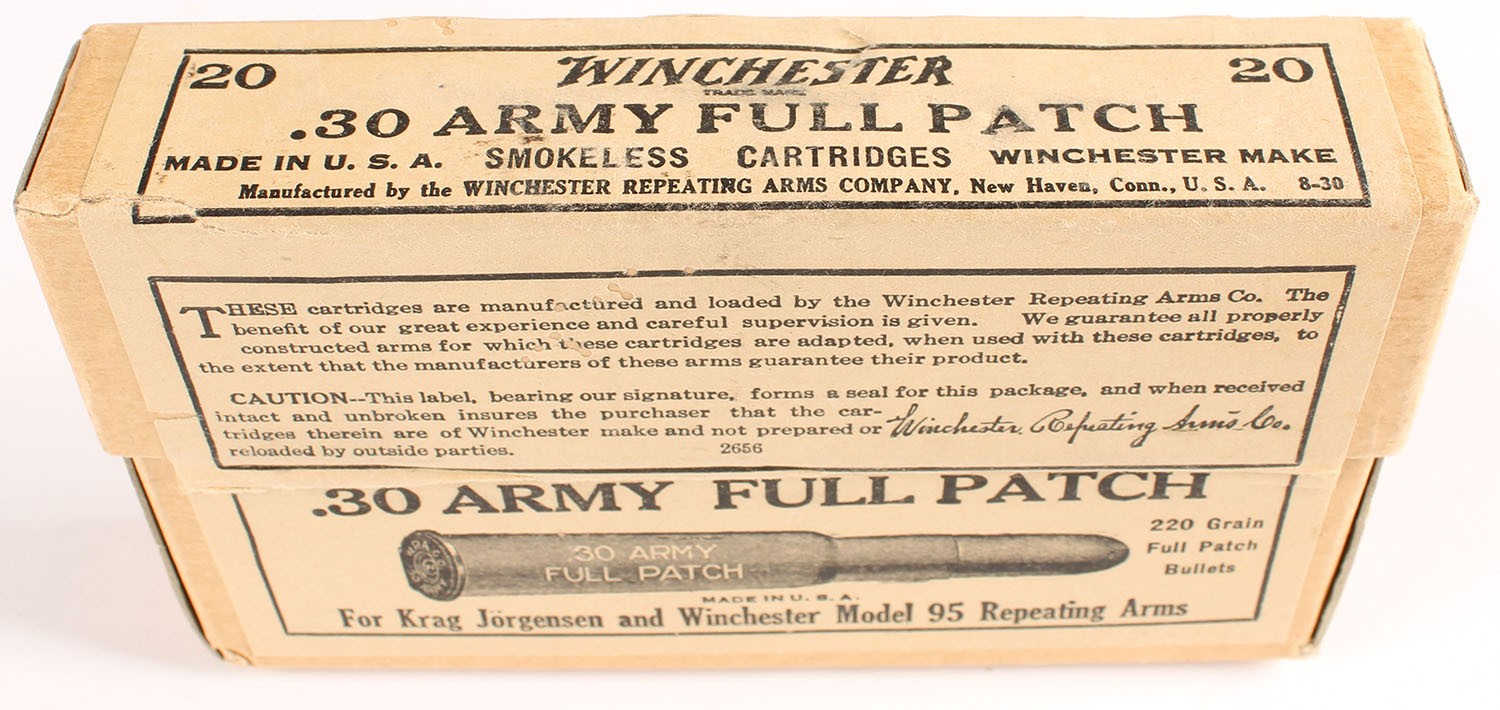 20 WINCHESTER 20
TRADE MARK
.30 ARMY FULL PATCH
MADE IN U. S. A. SMOKELESS CARTRIDGES WINCHESTER MAKE
Manufactured by the WINCHESTER REPEATING ARMS COMPANY, New Haven, Conn., U. S. A. 8-30
THESE cartridges are manufactured and loaded by the Winchester Repeating Arms Co. The
benefit of our great experience and careful supervision is given. We guarantee all properly
constructed arms for which these cartridges are adapted, when used with these cartridges, to
the extent that the manufacturers of these arms guarantee their product.
CAUTION--This label, bearing our signature, forms a seal for this package, and when received
intact and unbroken insures the purchaser that the car-
tridges therein are of Winchester make and not prepared or Winchester Repeating Arms Co.
reloaded by outside parties. 2656
.30 ARMY FULL PATCH
220 Grain
Full Patch
Bullets
30 ARMY
FULL PATCH
MADE IN U. S. A.
For Krag Jörgensen and Winchester Model 95 Repeating Arms